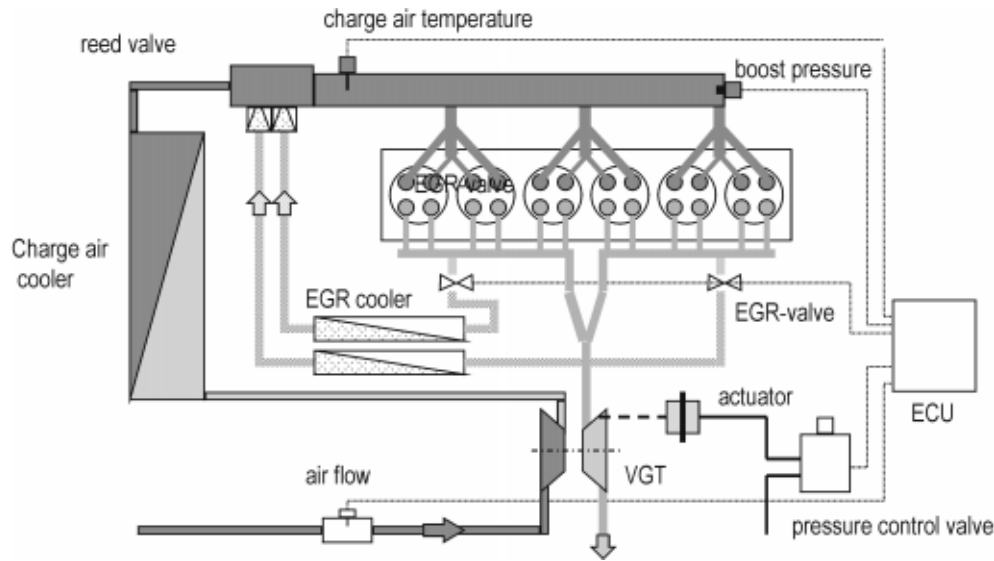 charge air temperature
reed valve
boost pressure
EGR-valve
Charge air
cooler
EGR cooler
EGR-valve
actuator
ECU
air flow
VGT
pressure control valve